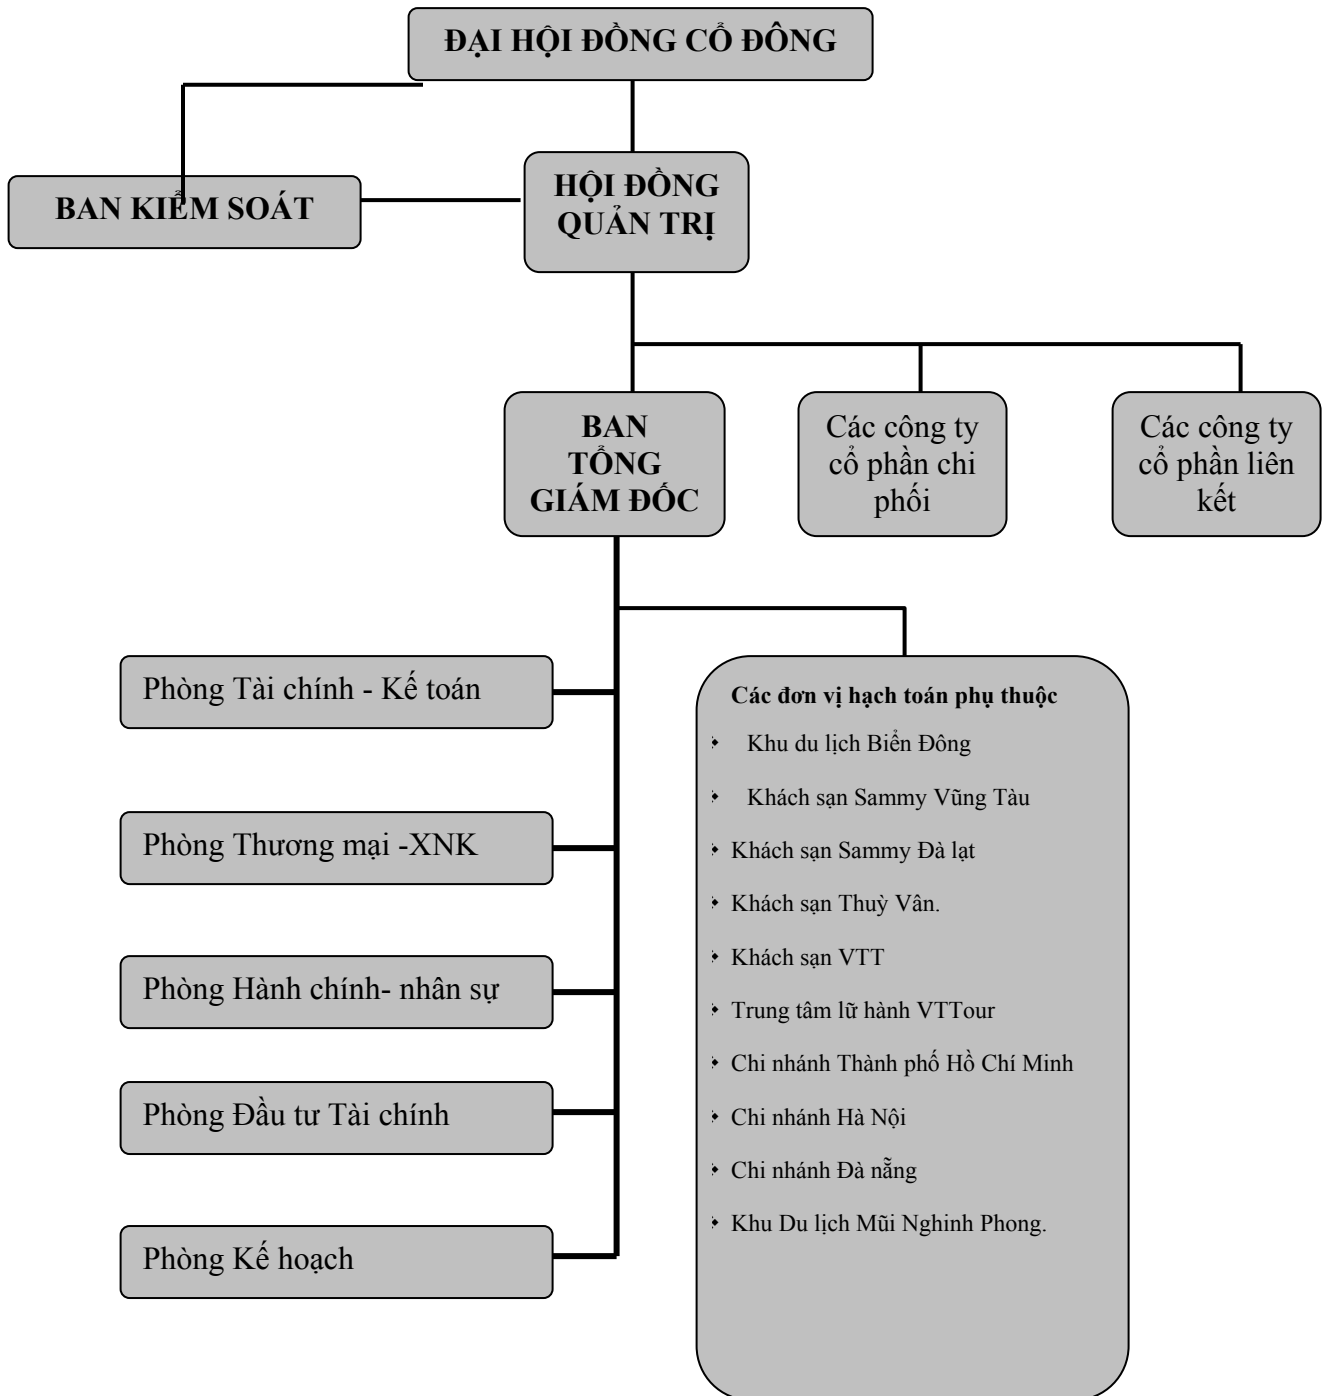 ĐẠI HỘI ĐỒNG CỔ ĐÔNG
BAN KIỂM SOÁT
HỘI ĐỒNG
QUẢN TRỊ
BAN
TỔNG
GIÁM ĐỐC
Các công ty
cổ phần chi
phối
Các công ty
cổ phần liên
kết
Phòng Tài chính - Kế toán
Phòng Thương mại -XNK
Phòng Hành chính- nhân sự
Phòng Đầu tư Tài chính
Phòng Kế hoạch
Các đơn vị hạch toán phụ thuộc
Khu du lịch Biển Đông
Khách sạn Sammy Vũng Tàu
Khách sạn Sammy Đà lạt
Khách sạn Thuỳ Vân.
Khách sạn VTT
Trung tâm lữ hành VTTour
Chi nhánh Thành phố Hồ Chí Minh
Chi nhánh Hà Nội
Chi nhánh Đà nẵng
Khu Du lịch Mũi Nghinh Phong.